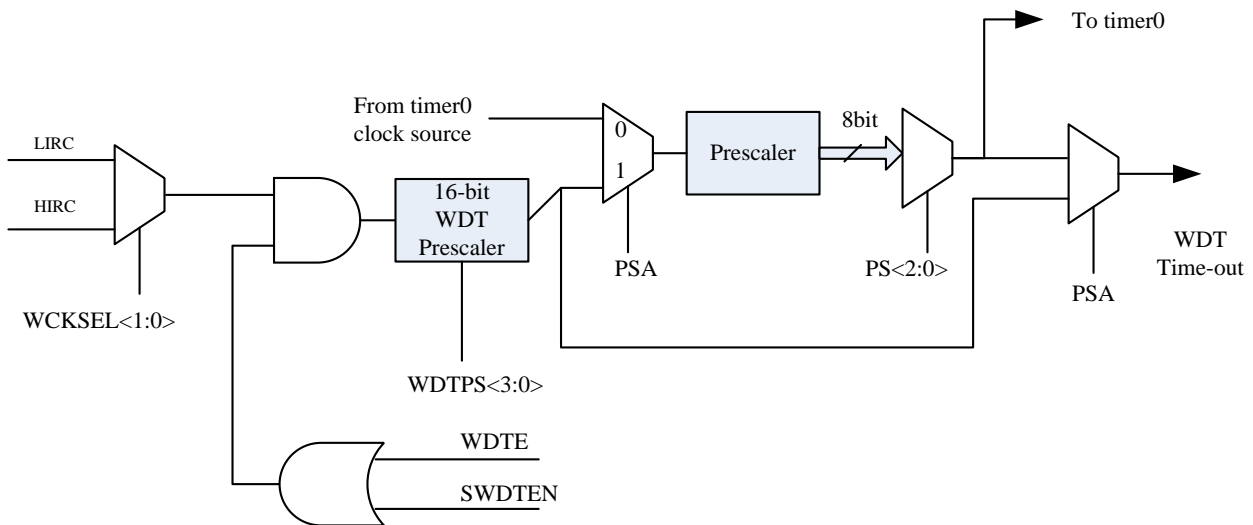 To timer0
From timer0
clock source
0
1
8bit
Prescaler
LIRC
HIRC
16-bit
WDT
Prescaler
PSA
PS<2:0>
WDT
Time-out
PSA
WCKSEL<1:0>
WDTPS<3:0>
WDTE
SWDTEN